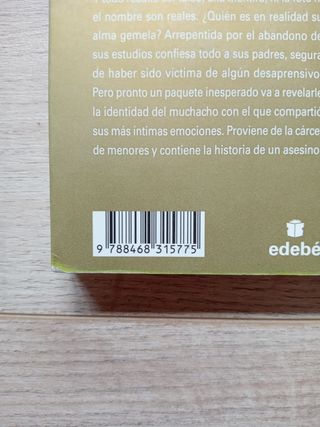 el nombre son reales. ¿Quién es en realidad su
alma gemela? Arrepentida por el abandono de
sus estudios confiesa todo a sus padres, segura
de haber sido victima de algún desaprensivo.
Pero pronto un paquete inesperado va a revelarle
la identidad del muchacho con el que compartió
sus más intimas emociones. Proviene de la cárcel
de menores y contiene la historia de un asesino.
9 788468 315775
edebé